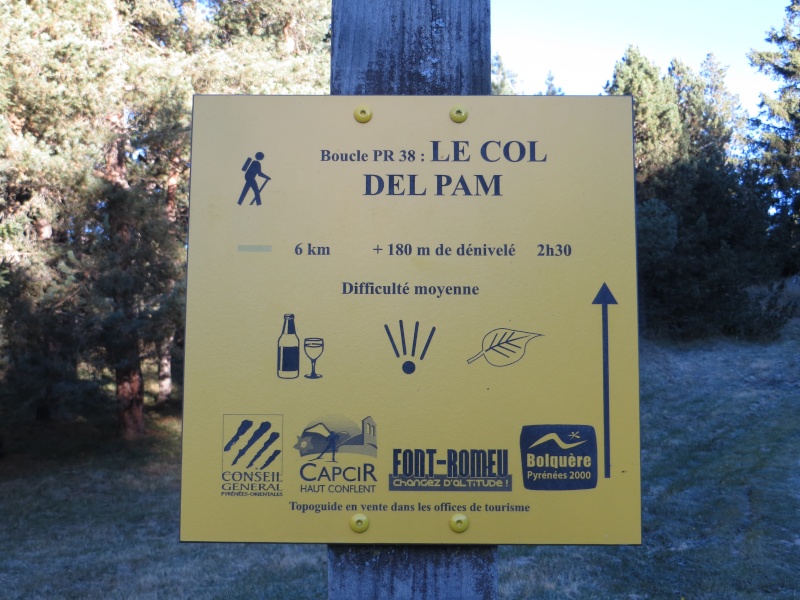 Boucle PR 38 : LE COL
DEL PAM
6 km + 180 m de dénivelé 2h30
Difficulté moyenne
CONSEIL
GENERAL
PYRÉNÉES-ORIENTALES
CAPCIR
HAUT CONFLENT
FONT-ROMEU
CHANGEZ D'ALTITUDE !
Bolquère
Pyrénées 2000
Topoguide en vente dans les offices de tourisme